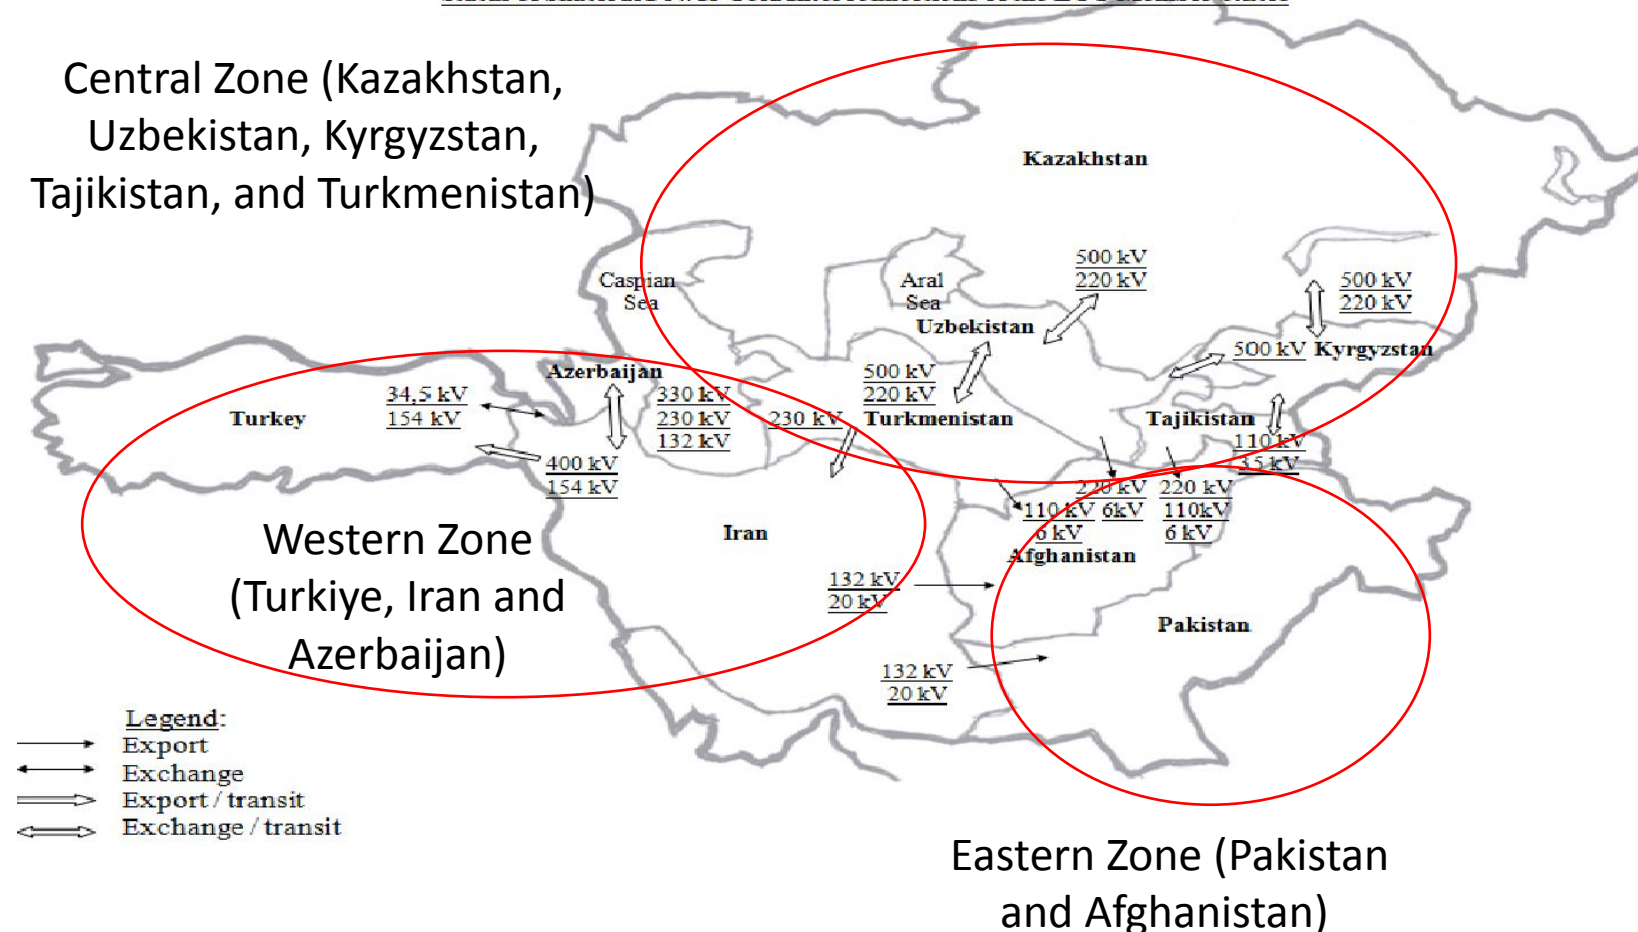 Central Zone (Kazakhstan,
Uzbekistan, Kyrgyzstan,
Tajikistan, and Turkmenistan)
Kazakhstan
500 kV
220 kV
Caspian
Sea
Aral
Sea
500 kV
220 kV
Uzbekistan
500 kV Kyrgyzstan
Azerbaijan
500 kV
220 kV
34,5 kV
154 kV
330 kV
230 kV
132 kV
Turkey
230 kV
Turkmenistan
Tajikistan
110 kV
35 kV
400 kV
154 kV
220 kV
6kV
220 kV
110kV
6 kV
110 kV
6 kV
Afghanistan
Iran
Western Zone
(Turkiye, Iran and
Azerbaijan)
132 kV
20 kV
Pakistan
132 kV
20 kV
Legend:
Export
Exchange
Export / transit
Exchange / transit
Eastern Zone (Pakistan
and Afghanistan)